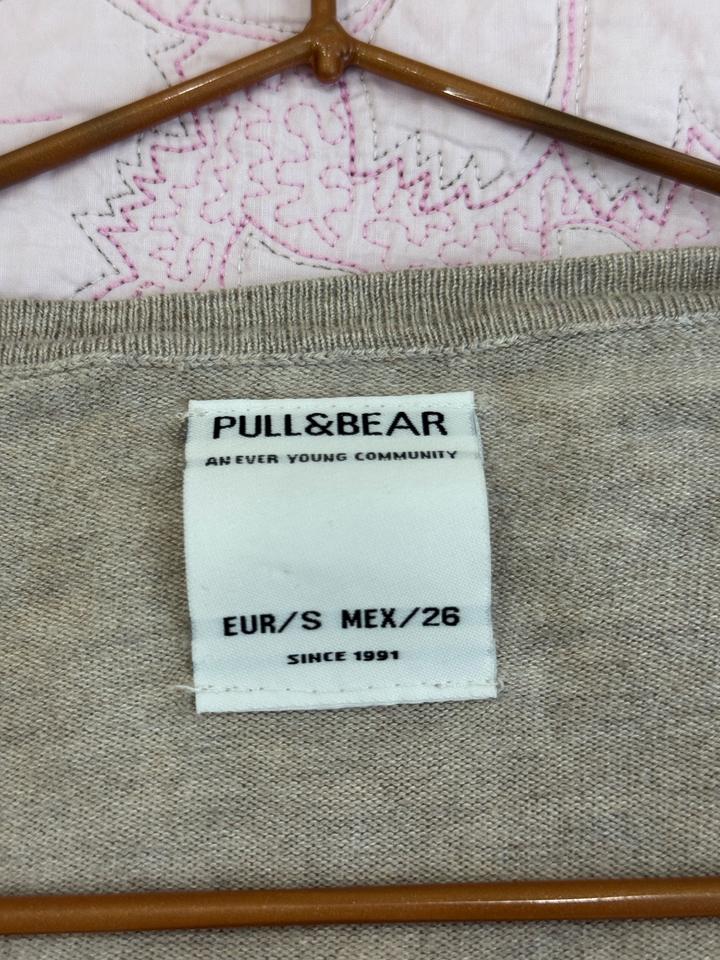 PULL&BEAR
AN EVER YOUNG COMMUNITY
EUR/S MEX/26
SINCE 1991